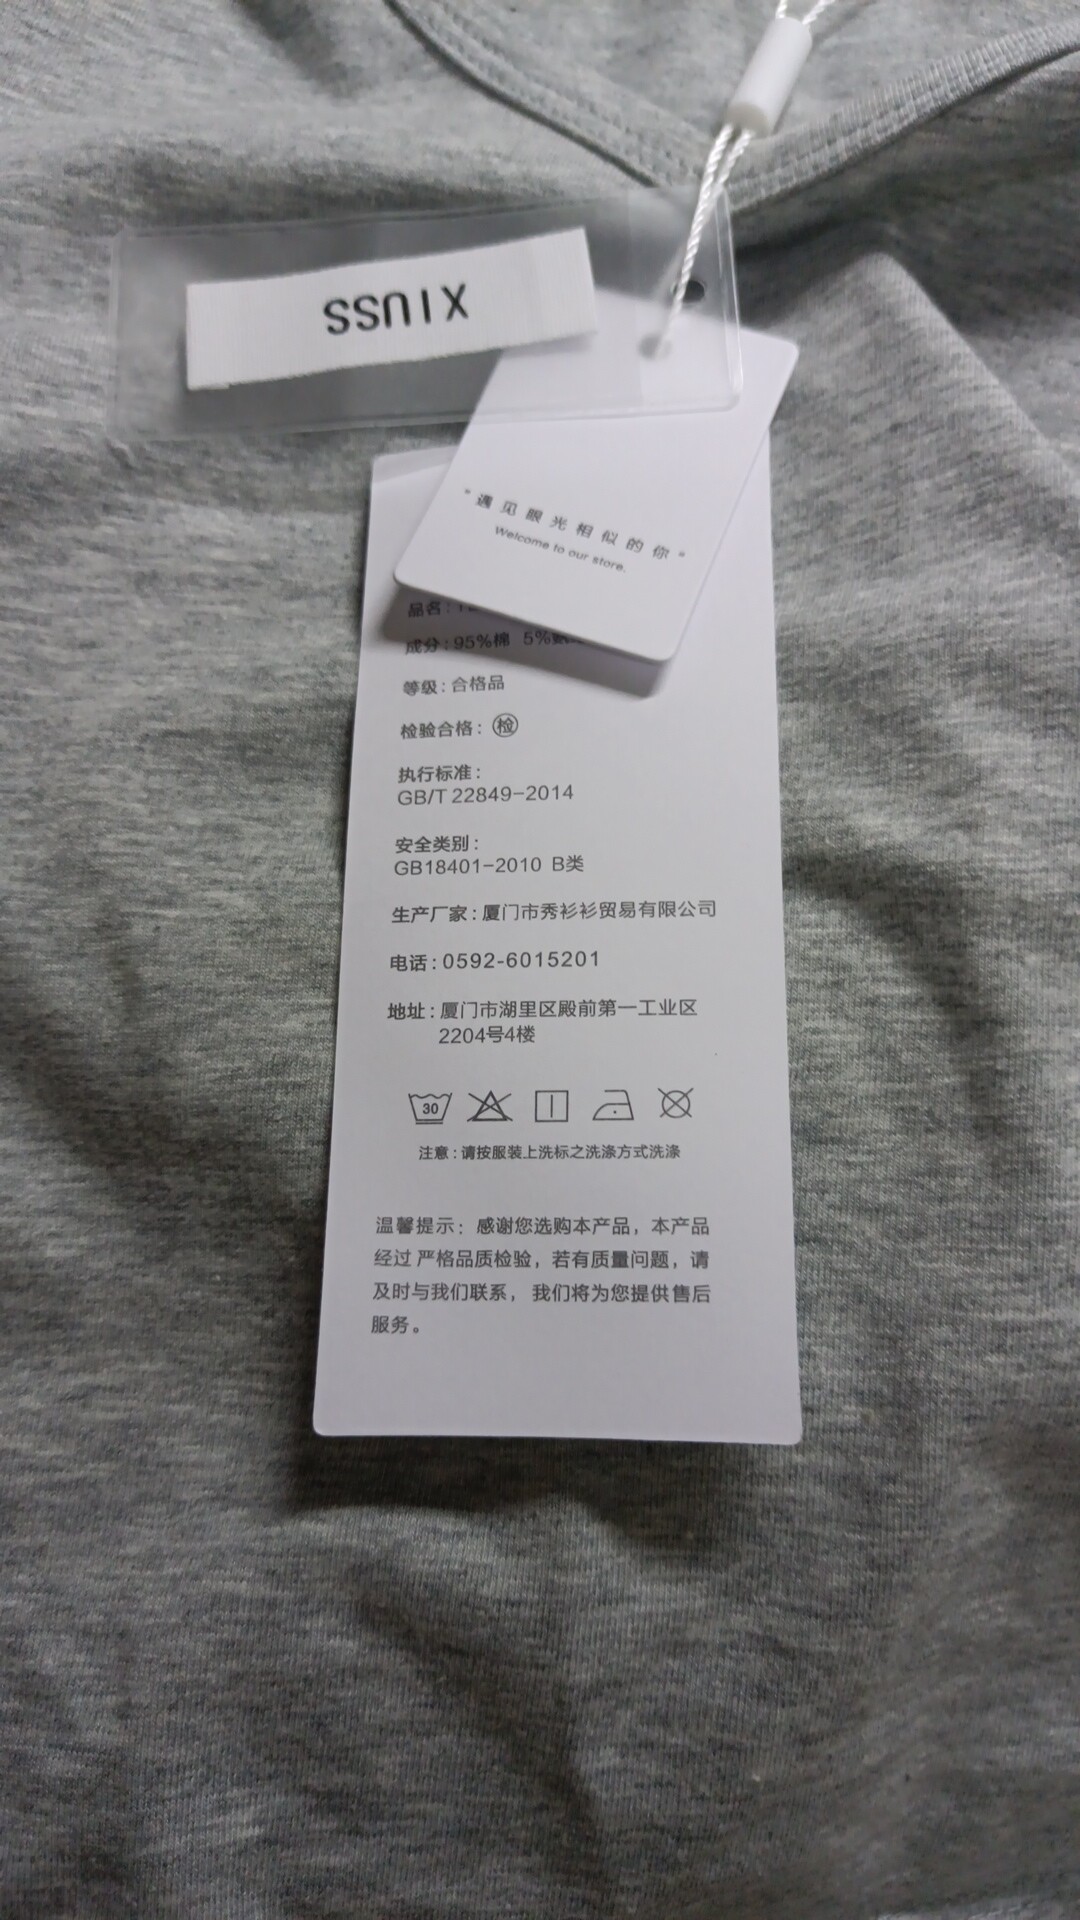 XIUSS
"遇见眼光相似的你"
Welcome to our store.
品名:
成分:95%棉 5%
等级:合格品
检验合格: 检
执行标准:
GB/T 22849-2014
安全类别:
GB18401-2010 B类
生产厂家:厦门市秀衫衫贸易有限公司
电话:0592-6015201
地址:厦门市湖里区殿前第一工业区
2204号4楼
30
注意:请按服装上洗标之洗涤方式洗涤
温馨提示:感谢您选购本产品,本产品
经过 严格品质检验,若有质量问题,请
及时与我们联系, 我们将为您提供售后
服务。